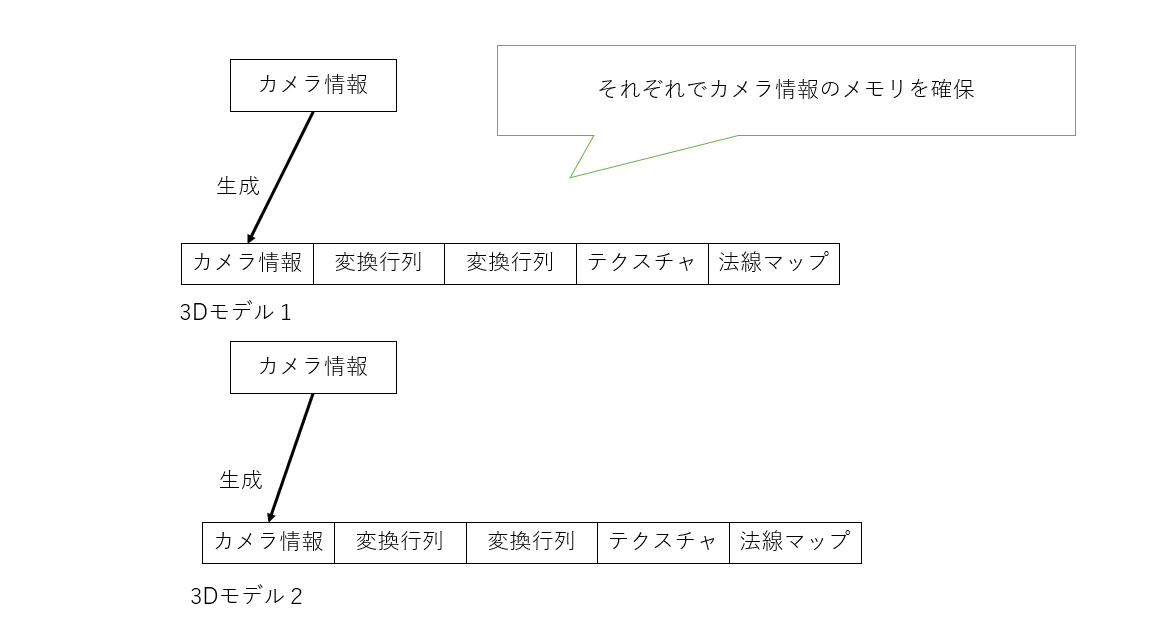 カメラ情報
それぞれでカメラ情報のメモリを確保
生成
カメラ情報 変換行列 変換行列 テクスチャ 法線マップ
3Dモデル１
カメラ情報
生成
カメラ情報 変換行列 変換行列 テクスチャ 法線マップ
3Dモデル２